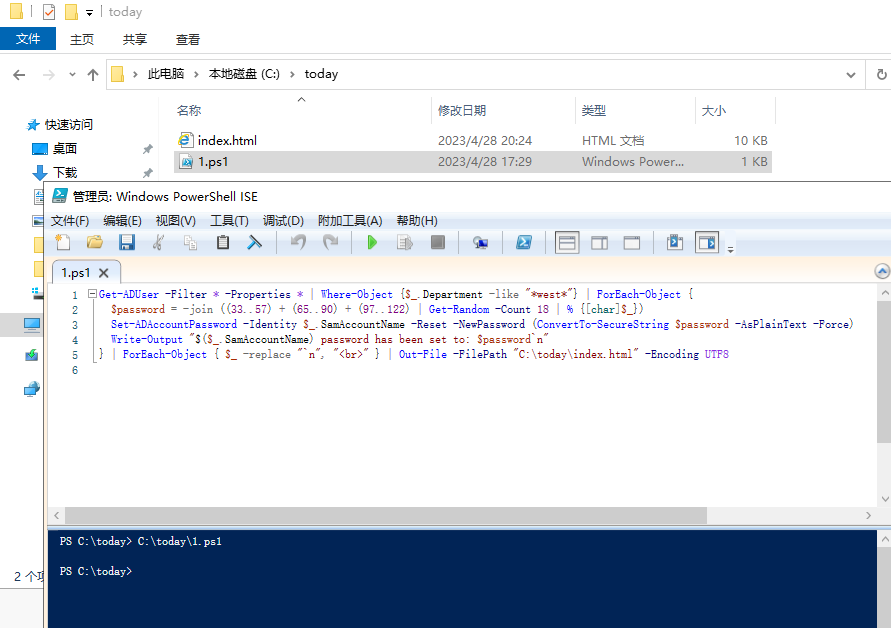 today
文件 主页 共享 查看
此电脑 › 本地磁盘 (C:) › today
名称 修改日期 类型 大小
快速访问
index.html 2023/4/28 20:24 HTML 文档 10 KB
桌面
1.ps1 2023/4/28 17:29 Windows Power... 1 KB
下载
管理员: Windows PowerShell ISE
文件(F) 编辑(E) 视图(V) 工具(T) 调试(D) 附加工具(A) 帮助(H)
1.ps1
1 Get-ADUser -Filter * -Properties * | Where-Object {$_.Department -like "*west*"} | ForEach-Object {
2 $password = -join ((33..57) + (65..90) + (97..122) | Get-Random -Count 18 | % {[char]$_})
3 Set-ADAccountPassword -Identity $_.SamAccountName -Reset -NewPassword (ConvertTo-SecureString $password -AsPlainText -Force)
4 Write-Output "$($_.SamAccountName) password has been set to: $password`n"
5 } | ForEach-Object { $_ -replace "`n", "<br>" } | Out-File -FilePath "C:\today\index.html" -Encoding UTF8
6
PS C:\today> C:\today\1.ps1
PS C:\today>
2 个项